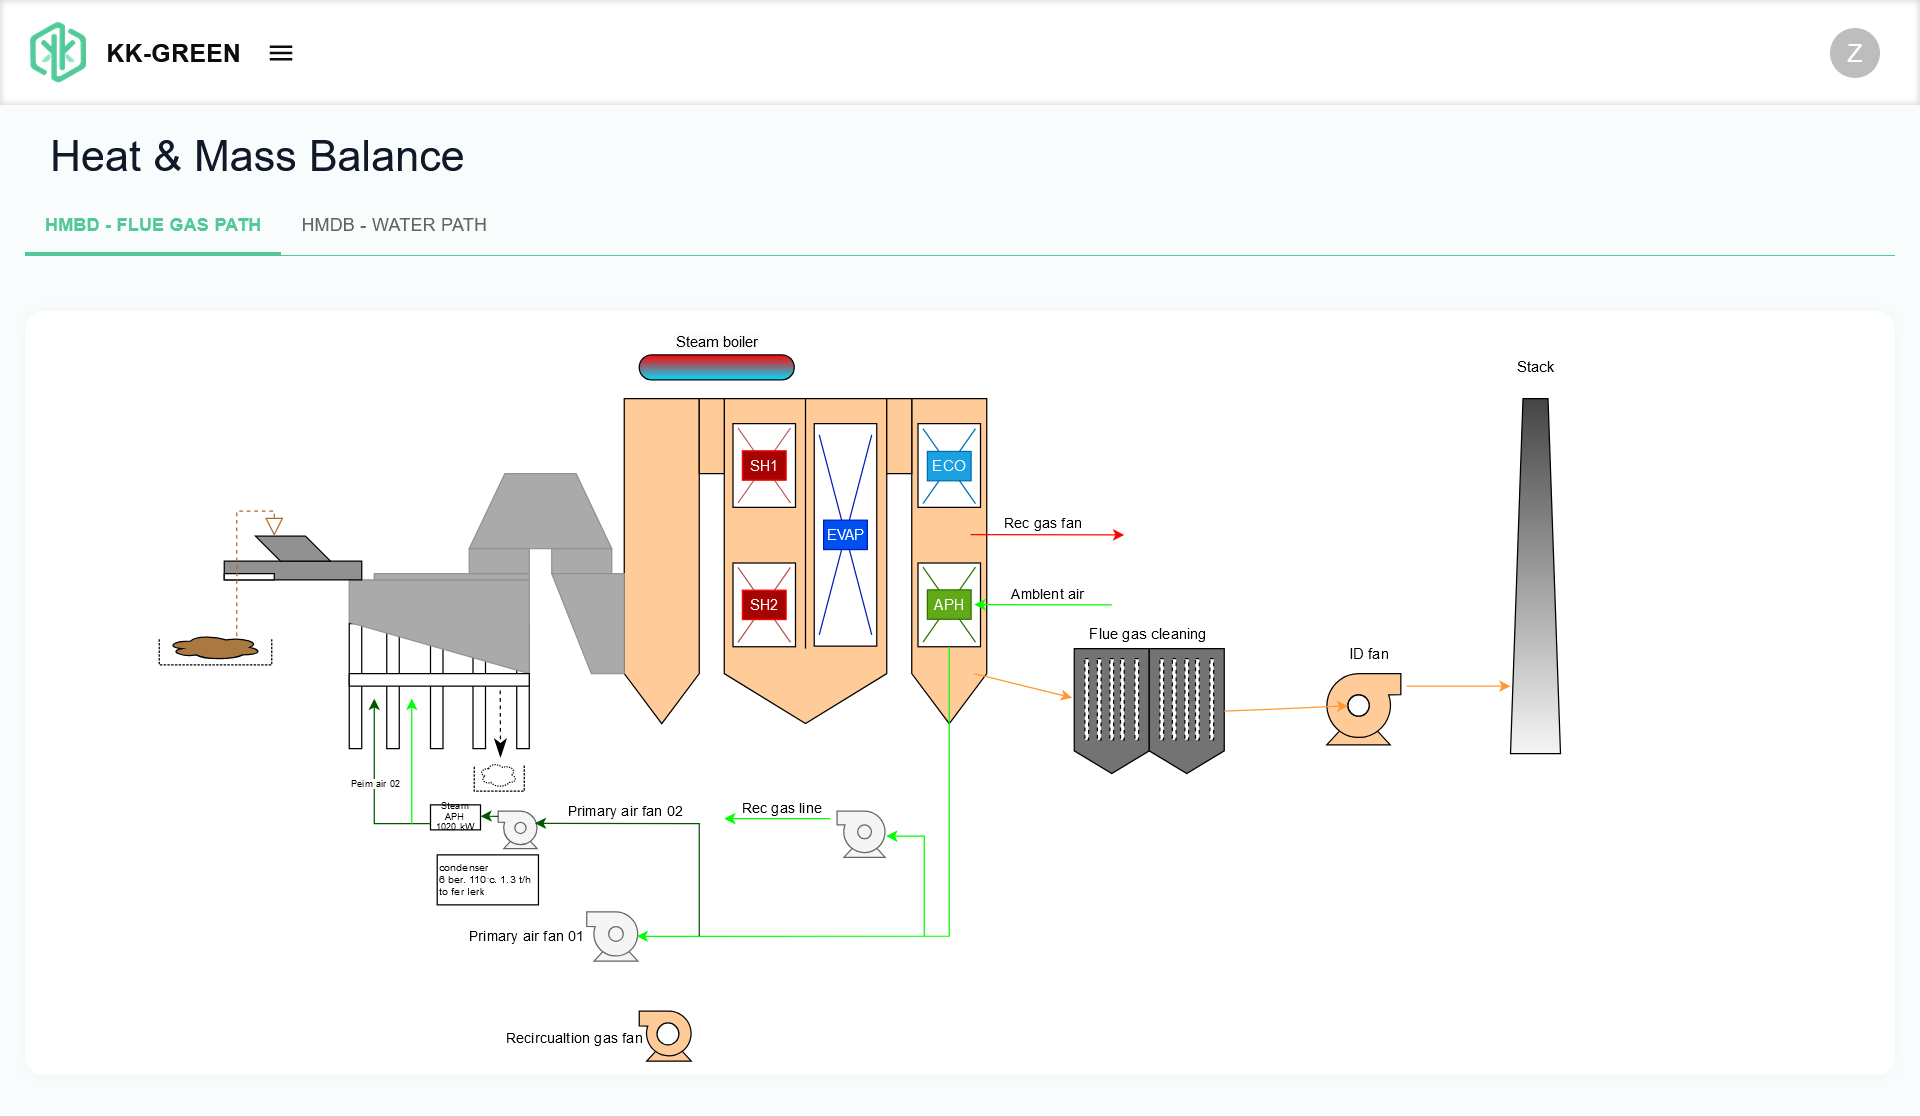 KK-GREEN
Z
Heat & Mass Balance
HMBD - FLUE GAS PATH
HMDB - WATER PATH
Steam boiler
Stack
SH1
ECO
EVAP
Rec gas fan
SH2
APH
Amblent air
Flue gas cleaning
ID fan
Peim air 02
Steam
APH
1020 kW
Primary air fan 02
Rec gas line
condenser
6 ber. 110°c. 1.3 t/h
to fer lerk
Primary air fan 01
Recircualtion gas fan